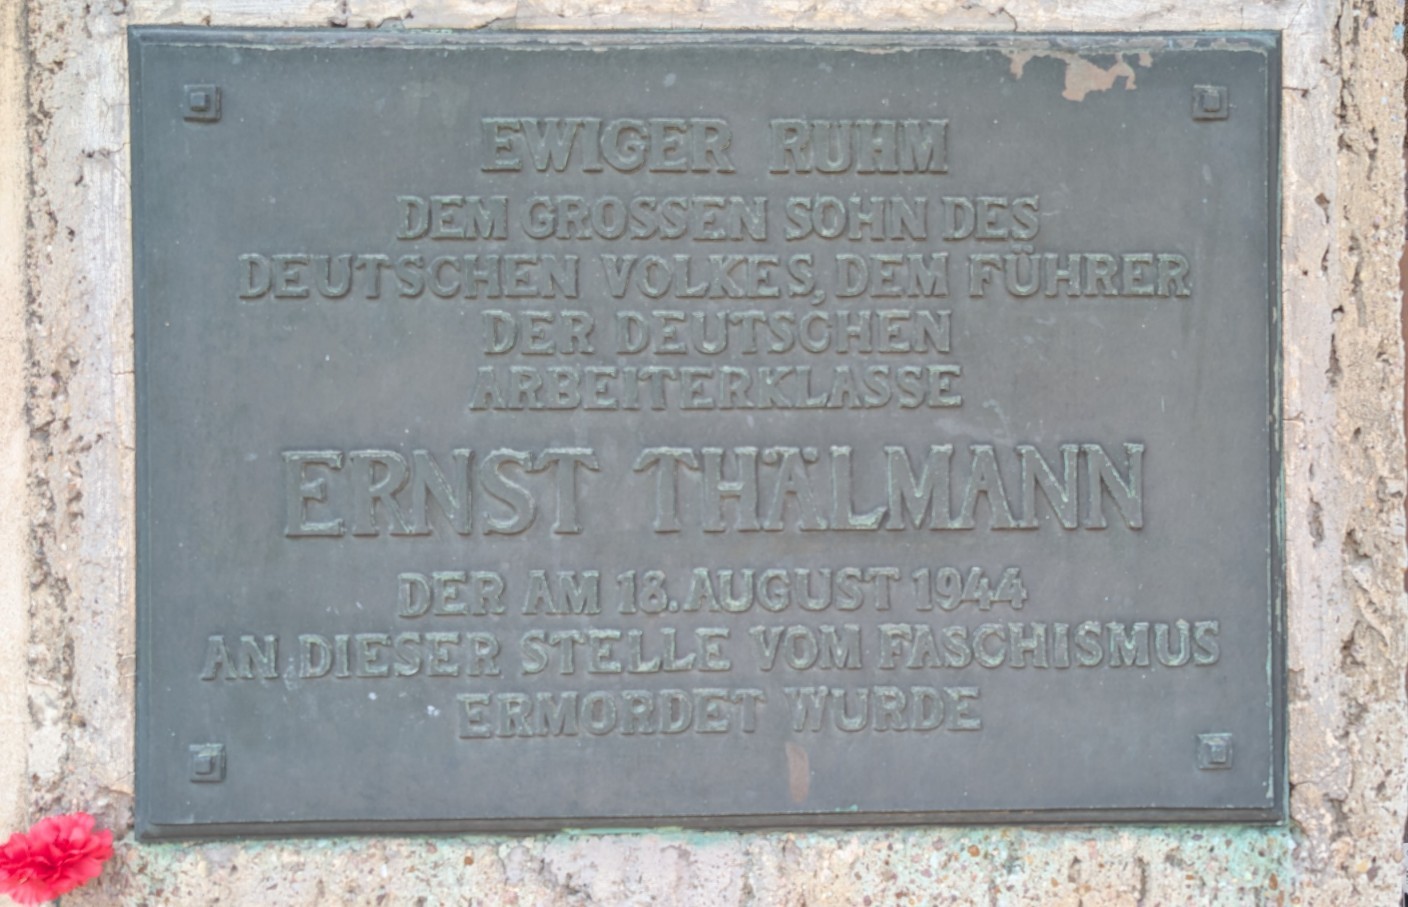 EWIGER RUHM
DEM GROSSEN SOHN DES
DEUTSCHEN VOLKES, DEM FÜHRER
DER DEUTSCHEN
ARBEITERKLASSE
ERNST THÄLMANN
DER AM 18. AUGUST 1944
AN DIESER STELLE VOM FASCHISMUS
ERMORDET WURDE